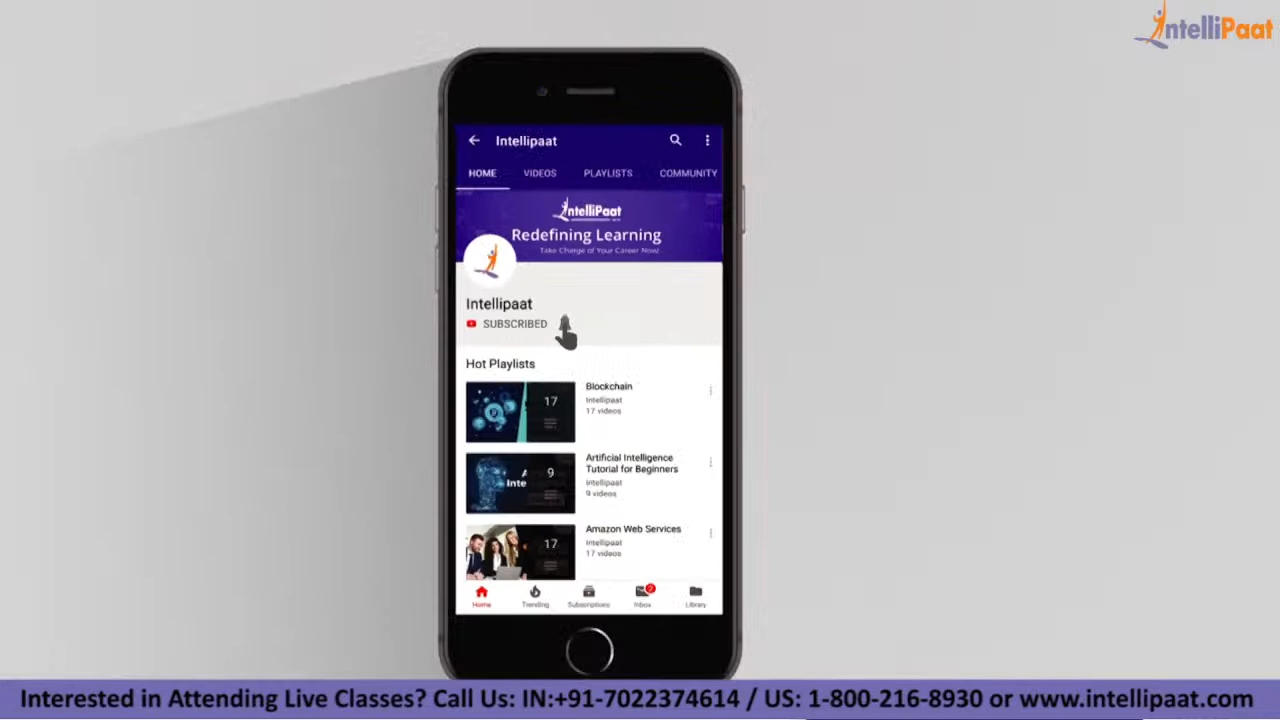 IntelliPaat
Intellipaat
HOME VIDEOS PLAYLISTS COMMUNITY
IntelliPaat
Redefining Learning
Take Charge of Your Career Now!
Intellipaat
SUBSCRIBED
Hot Playlists
17
Blockchain
Intellipaat
17 videos
9
Inte
Artificial Intelligence
Tutorial for Beginners
Intellipaat
9 videos
17
Amazon Web Services
Intellipaat
17 videos
Home Trending Subscriptions Inbox 2 Library
Interested in Attending Live Classes? Call Us: IN:+91-7022374614 / US: 1-800-216-8930 or www.intellipaat.com